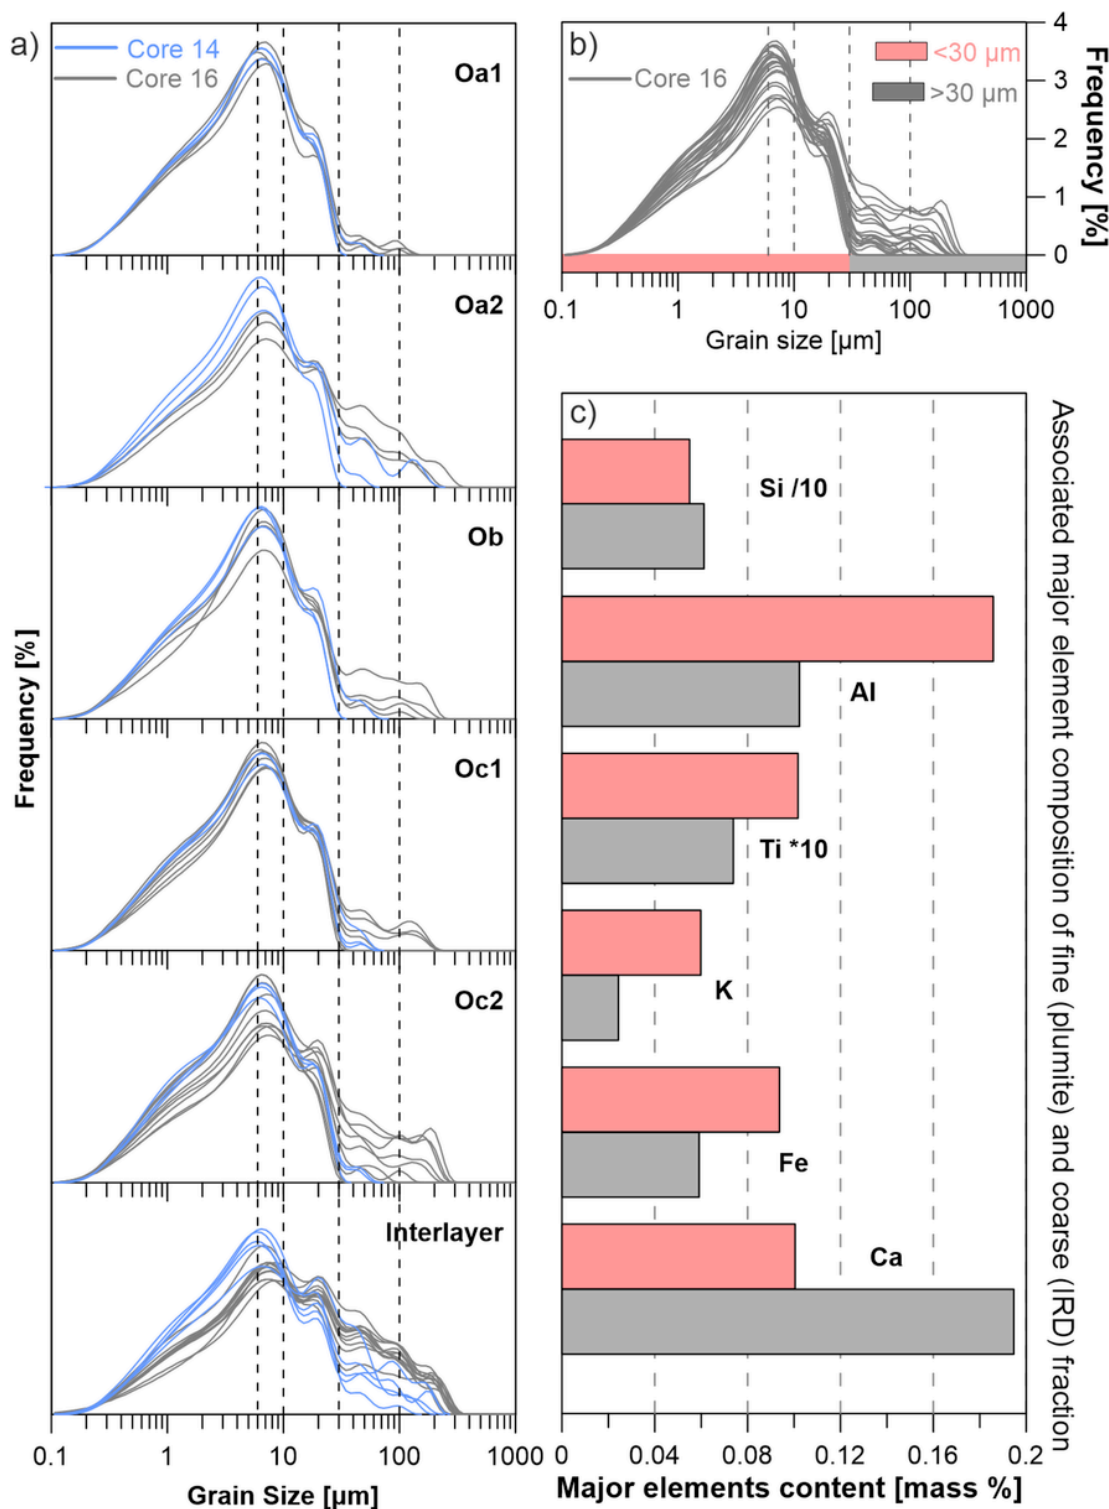 a)
Core 14
Core 16
Oa1
Oa2
Ob
Oc1
Oc2
Interlayer
Frequency [%]
0.1 1 10 100 1000
Grain Size [µm]
b)
Core 16
<30 µm
>30 µm
4
3
2
1
0
Frequency [%]
0.1 1 10 100 1000
Grain size [µm]
c)
Si /10
Al
Ti *10
K
Fe
Ca
0 0.04 0.08 0.12 0.16 0.2
Major elements content [mass %]
Associated major element composition of fine (plumite) and coarse (IRD) fraction